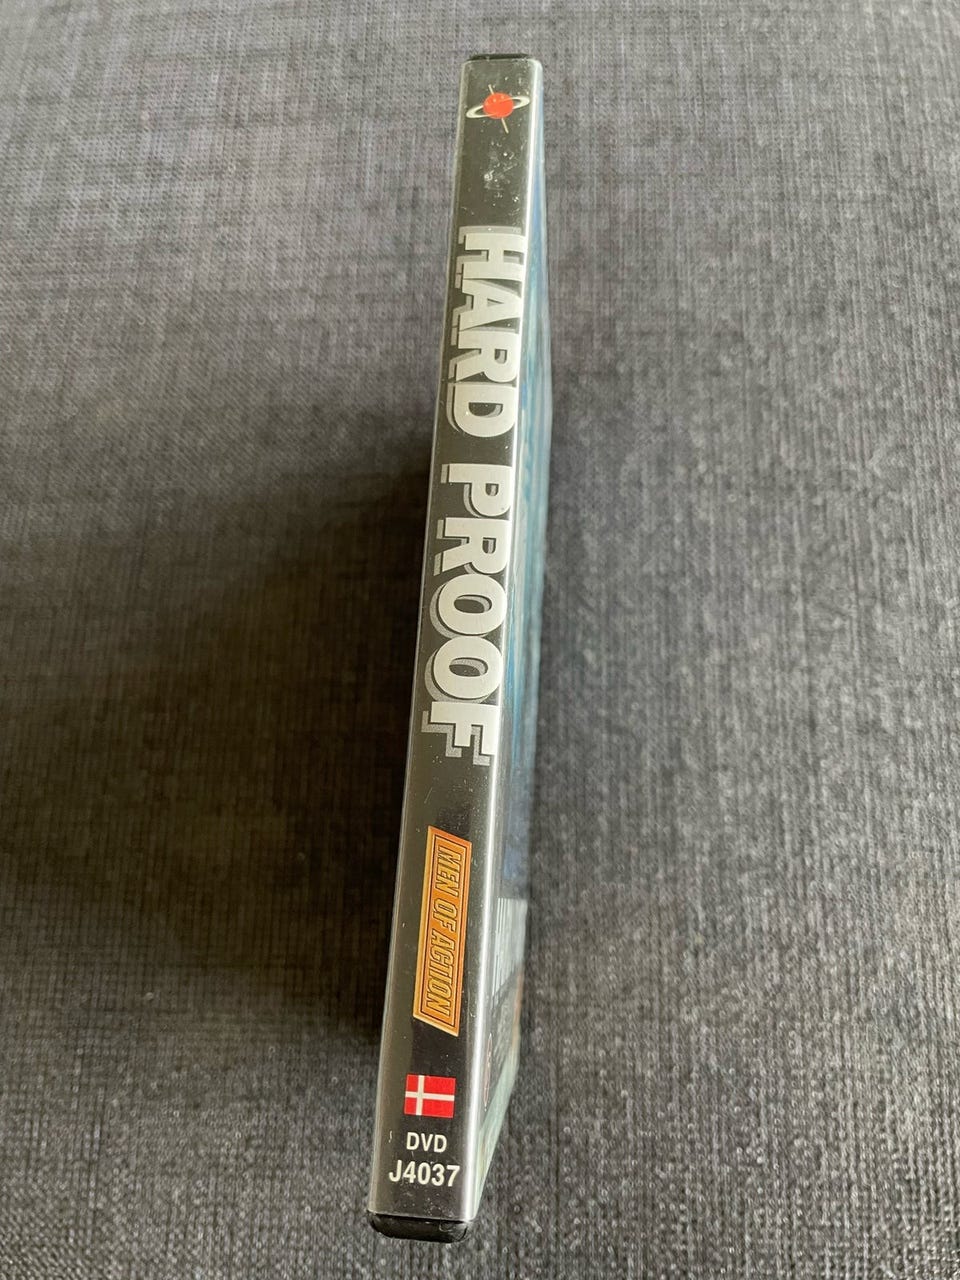 HARD PROOF
MEN OF ACTION
DVD
J4037